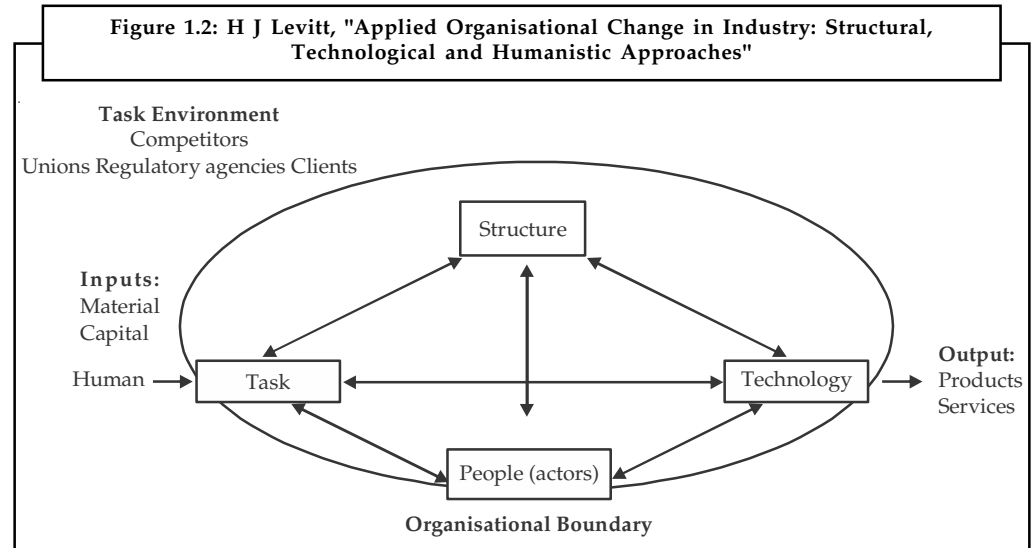 Figure 1.2: H J Levitt, "Applied Organisational Change in Industry: Structural,
Technological and Humanistic Approaches"
Task Environment
Competitors
Unions Regulatory agencies Clients
Structure
Inputs:
Material
Capital
Human
Task
Technology
Output:
Products
Services
People (actors)
Organisational Boundary